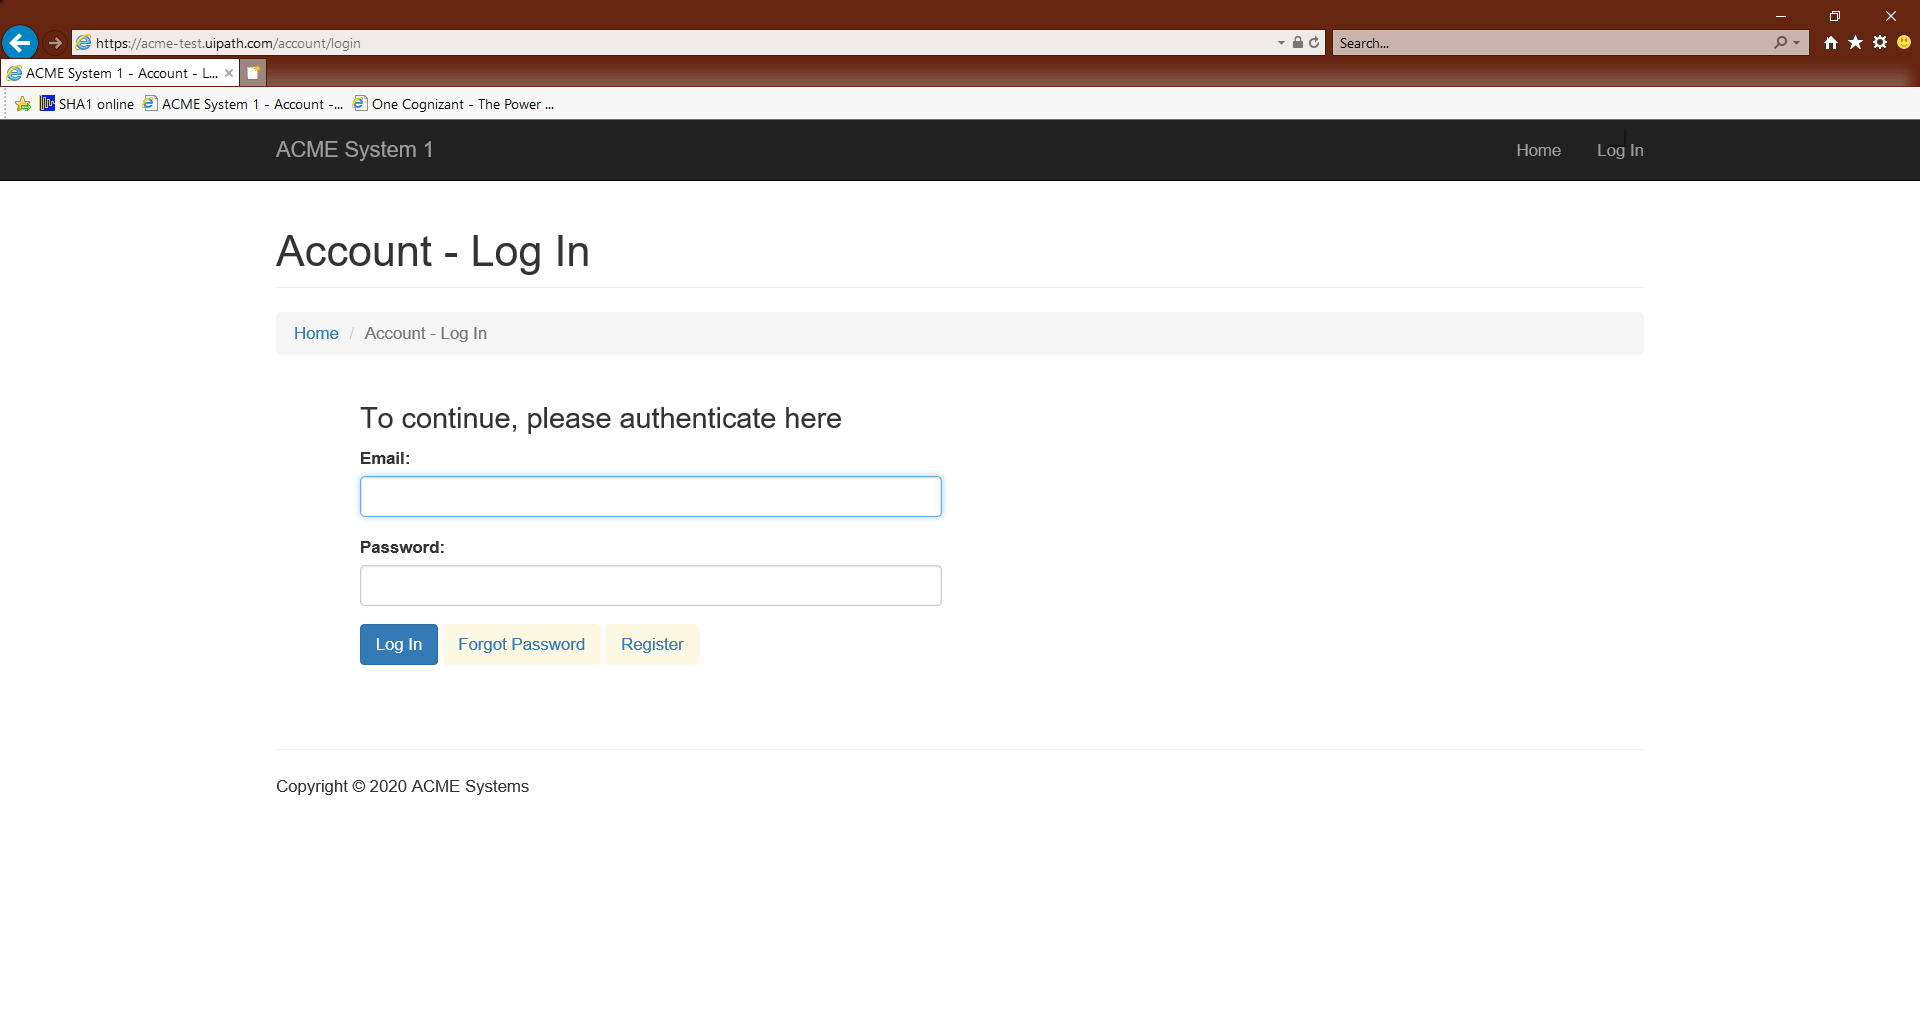 https://acme-test.uipath.com/account/login
Search...
ACME System 1 - Account - L...
SHA1 online
ACME System 1 - Account -...
One Cognizant - The Power ...
ACME System 1
Home
Log In
Account - Log In
Home / Account - Log In
To continue, please authenticate here
Email:
Password:
Log In
Forgot Password
Register
Copyright © 2020 ACME Systems